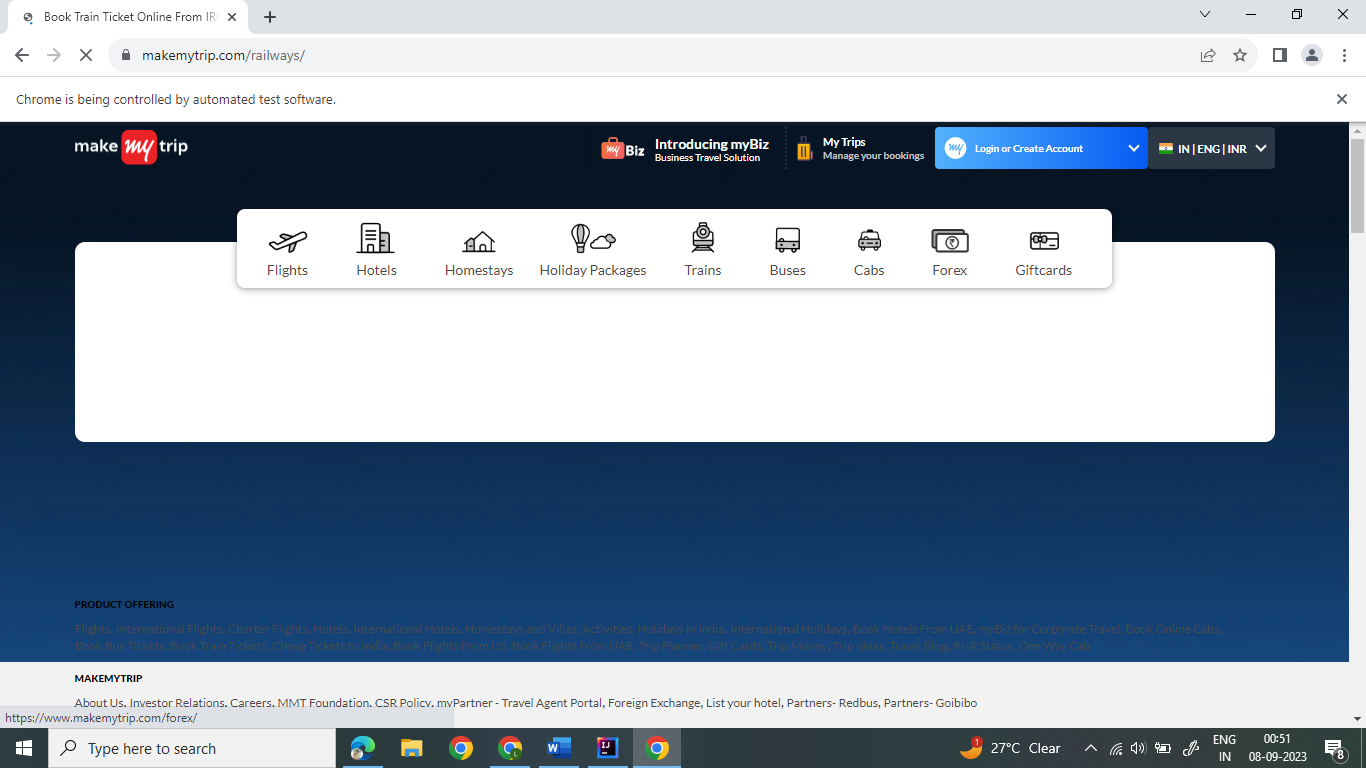 Book Train Ticket Online From IR
makemytrip.com/railways/
Chrome is being controlled by automated test software.
make my trip
my Biz
Introducing myBiz
Business Travel Solution
My Trips
Manage your bookings
my
Login or Create Account
IN | ENG | INR
Flights
Hotels
Homestays
Holiday Packages
Trains
Buses
Cabs
Forex
Giftcards
PRODUCT OFFERING
Flights, International Flights, Charter Flights, Hotels, International Hotels, Homestays and Villas, Activities, Holidays In India, International Holidays, Book Hotels From UAE, myBiz for Corporate Travel, Book Online Cabs,
Book Bus Tickets, Book Train Tickets, Cheap Tickets to India, Book Flights From US, Book Flights From UAE, Trip Planner, Gift Cards, Trip Money, Trip Ideas, Travel Blog, PNR Status, One Way Cab
MAKEMYTRIP
About Us, Investor Relations, Careers, MMT Foundation, CSR Policy, myPartner - Travel Agent Portal, Foreign Exchange, List your hotel, Partners- Redbus, Partners- Goibibo
https://www.makemytrip.com/forex/
Type here to search
1
27°C Clear
ENG
IN
00:51
08-09-2023
8